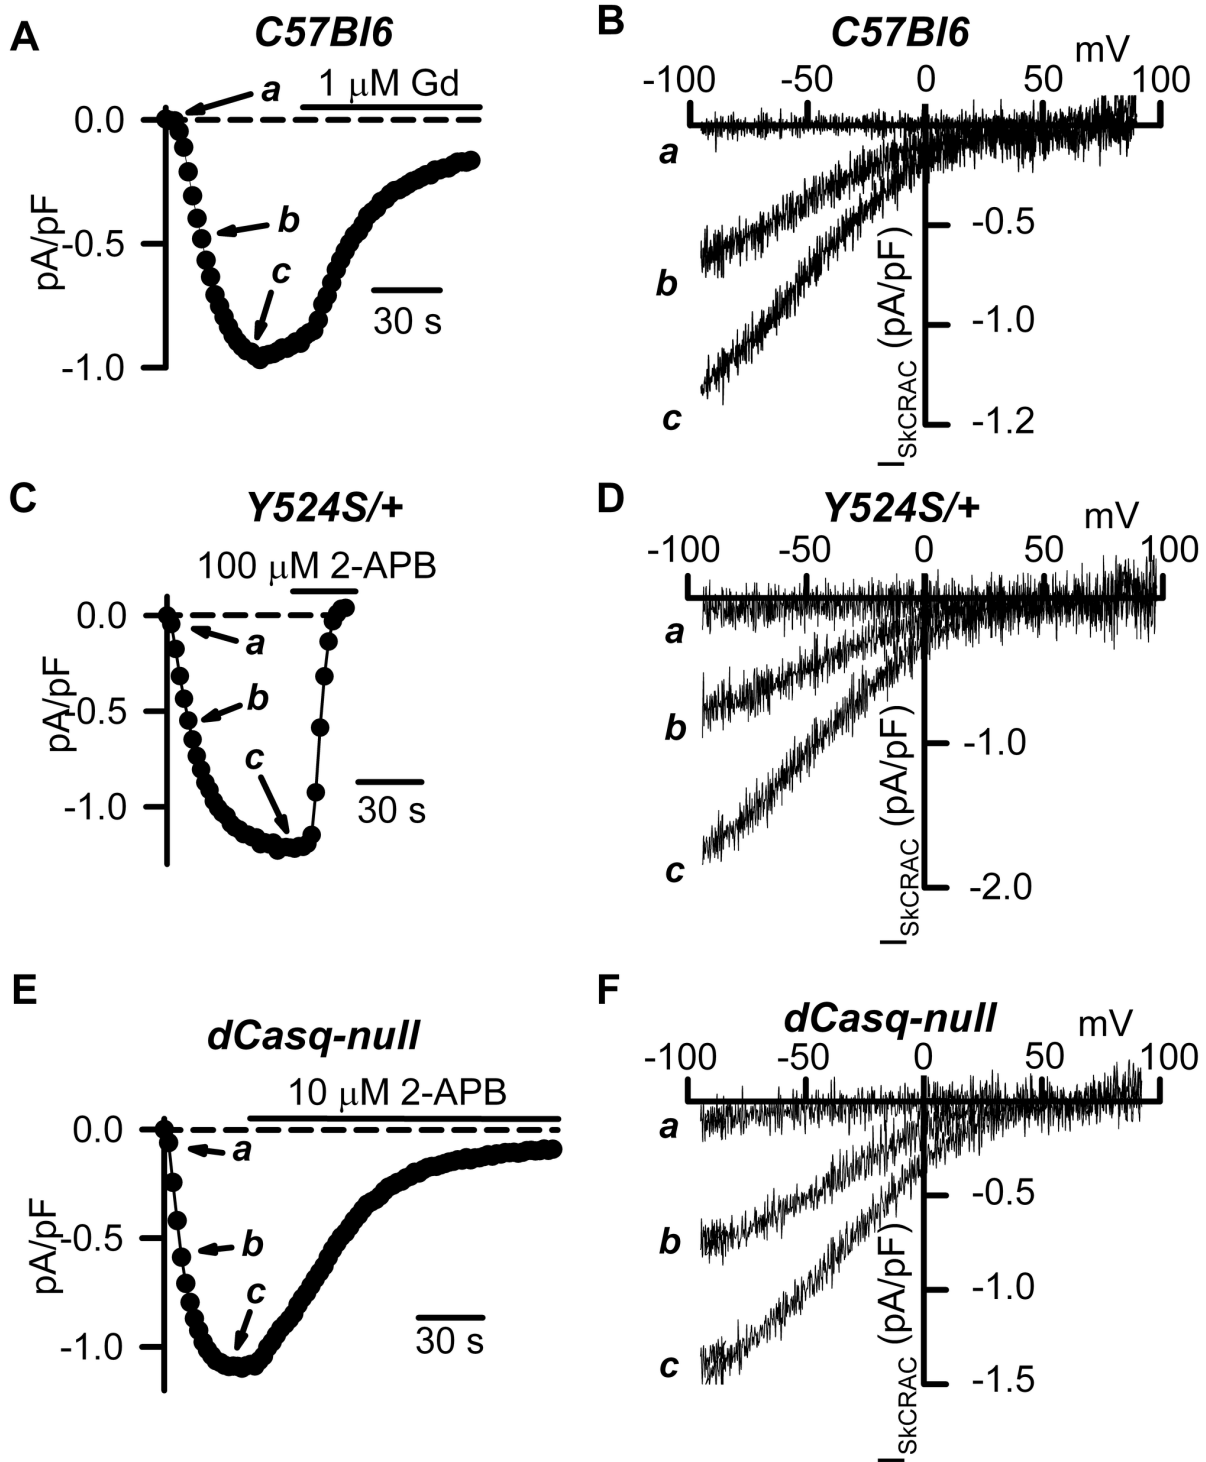 A
C57Bl6
1 μM Gd
a
0.0
b
-0.5
c
-1.0
pA/pF
30 s
B
C57Bl6
mV
-100 -50 0 50 100
a
b
c
-0.5
-1.0
-1.2
ISkCRAC (pA/pF)
C
Y524S/+
100 μM 2-APB
0.0
a
b
-0.5
c
-1.0
pA/pF
30 s
D
Y524S/+
mV
-100 -50 0 50 100
a
b
c
-1.0
-2.0
ISkCRAC (pA/pF)
E
dCasq-null
10 μM 2-APB
0.0
a
b
-0.5
c
-1.0
pA/pF
30 s
F
dCasq-null
mV
-100 -50 0 50 100
a
b
c
-0.5
-1.0
-1.5
ISkCRAC (pA/pF)